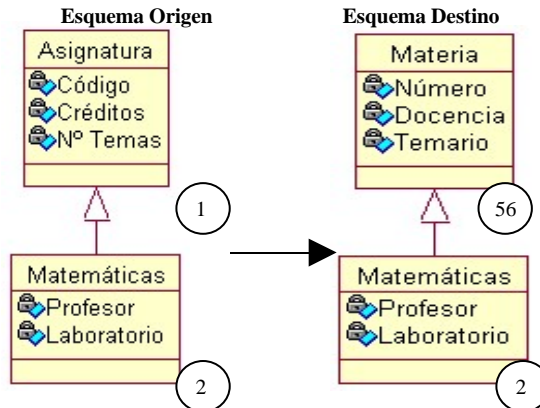 Esquema Origen
Asignatura
Código
Créditos
Nº Temas
1
Matemáticas
Profesor
Laboratorio
2
Esquema Destino
Materia
Número
Docencia
Temario
56
Matemáticas
Profesor
Laboratorio
2